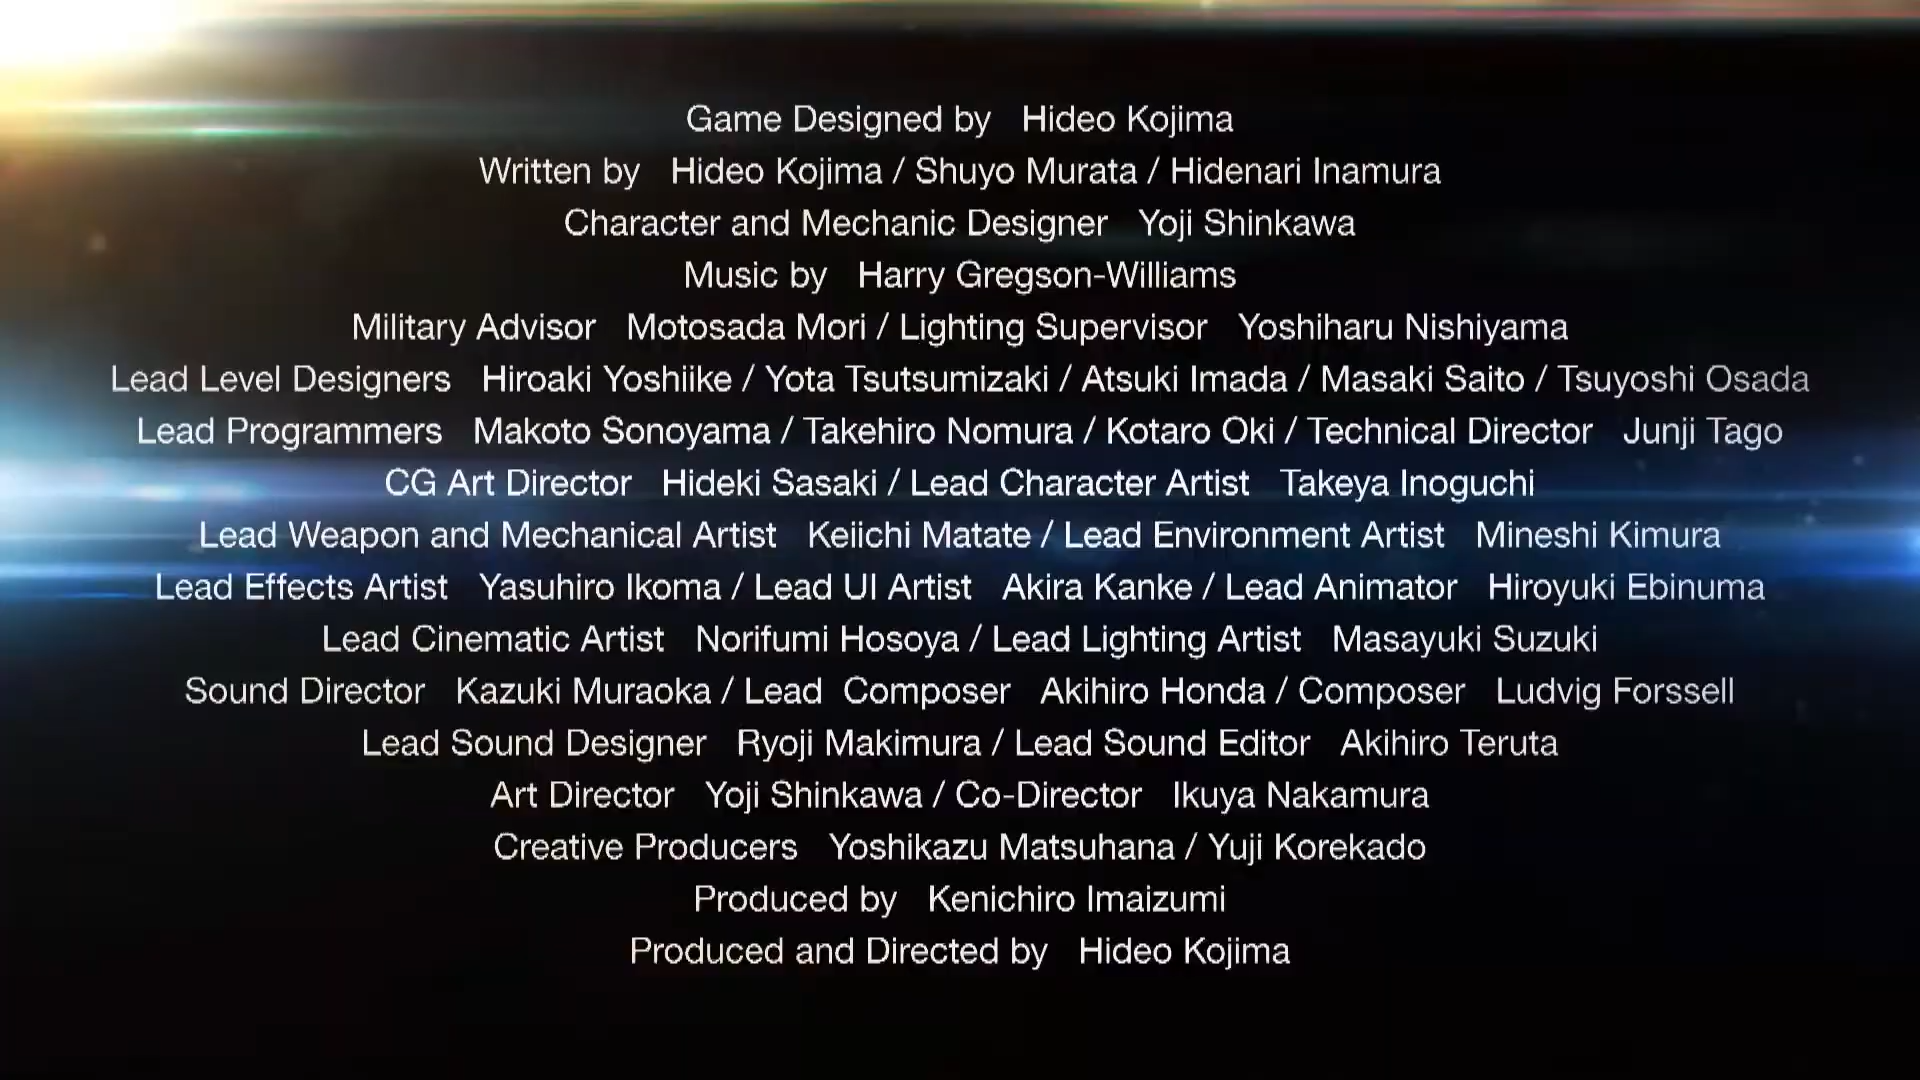 Game Designed by Hideo Kojima
Written by Hideo Kojima / Shuyo Murata / Hidenari Inamura
Character and Mechanic Designer Yoji Shinkawa
Music by Harry Gregson-Williams
Military Advisor Motosada Mori / Lighting Supervisor Yoshiharu Nishiyama
Lead Level Designers Hiroaki Yoshiike / Yota Tsutsumizaki / Atsuki Imada / Masaki Saito / Tsuyoshi Osada
Lead Programmers Makoto Sonoyama / Takehiro Nomura / Kotaro Oki / Technical Director Junji Tago
CG Art Director Hideki Sasaki / Lead Character Artist Takeya Inoguchi
Lead Weapon and Mechanical Artist Keiichi Matate / Lead Environment Artist Mineshi Kimura
Lead Effects Artist Yasuhiro Ikoma / Lead UI Artist Akira Kanke / Lead Animator Hiroyuki Ebinuma
Lead Cinematic Artist Norifumi Hosoya / Lead Lighting Artist Masayuki Suzuki
Sound Director Kazuki Muraoka / Lead Composer Akihiro Honda / Composer Ludvig Forssell
Lead Sound Designer Ryoji Makimura / Lead Sound Editor Akihiro Teruta
Art Director Yoji Shinkawa / Co-Director Ikuya Nakamura
Creative Producers Yoshikazu Matsuhana / Yuji Korekado
Produced by Kenichiro Imaizumi
Produced and Directed by Hideo Kojima